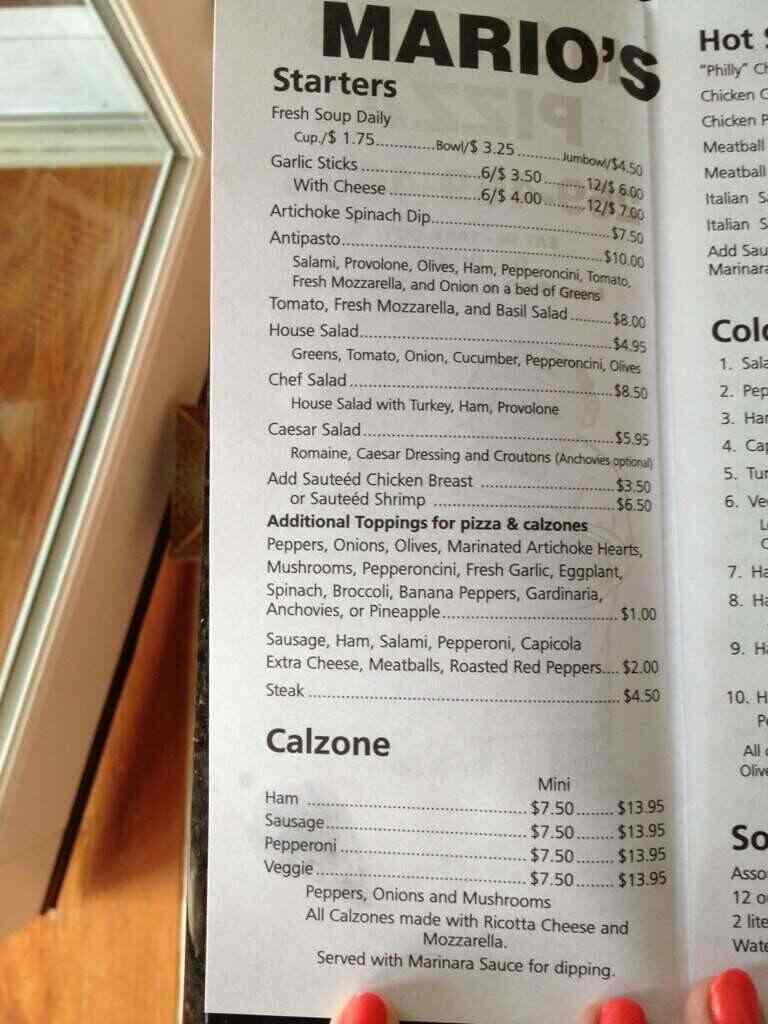 MARIO's
Starters
Fresh Soup Daily
Cup./$ 1.75..............Bowl/$ 3.25 ..........Jumbowl/$4.50
Garlic Sticks ........................6/$ 3.50 .........12/$ 6.00
With Cheese ..................6/$ 4.00 ..........12/$ 7.00
Artichoke Spinach Dip....................................$7.50
Antipasto.....................................................$10.00
Salami, Provolone, Olives, Ham, Pepperoncini, Tomato,
Fresh Mozzarella, and Onion on a bed of Greens
Tomato, Fresh Mozzarella, and Basil Salad .........$8.00
House Salad...................................................$4.95
Greens, Tomato, Onion, Cucumber, Pepperoncini, Olives
Chef Salad.....................................................$8.50
House Salad with Turkey, Ham, Provolone
Caesar Salad..................................................$5.95
Romaine, Caesar Dressing and Croutons (Anchovies optional)
Add Sauteéd Chicken Breast ..........................$3.50
or Sauteéd Shrimp ....................................$6.50
Additional Toppings for pizza & calzones
Peppers, Onions, Olives, Marinated Artichoke Hearts,
Mushrooms, Pepperoncini, Fresh Garlic, Eggplant,
Spinach, Broccoli, Banana Peppers, Gardinaria,
Anchovies, or Pineapple...................................$1.00
Sausage, Ham, Salami, Pepperoni, Capicola
Extra Cheese, Meatballs, Roasted Red Peppers.... $2.00
Steak ..............................................................$4.50
Calzone
Mini
Ham ............................................$7.50........ $13.95
Sausage........................................$7.50........ $13.95
Pepperoni .....................................$7.50........ $13.95
Veggie..........................................$7.50........ $13.95
Peppers, Onions and Mushrooms
All Calzones made with Ricotta Cheese and
Mozzarella.
Served with Marinara Sauce for dipping.
Hot
"Philly"
Chicken
Chicken
Meatball
Meatball
Italian
Italian
Add
Marinara
1.
2.
3.
4.
5.
6.
7.
8.
9.
10.
All
12
2